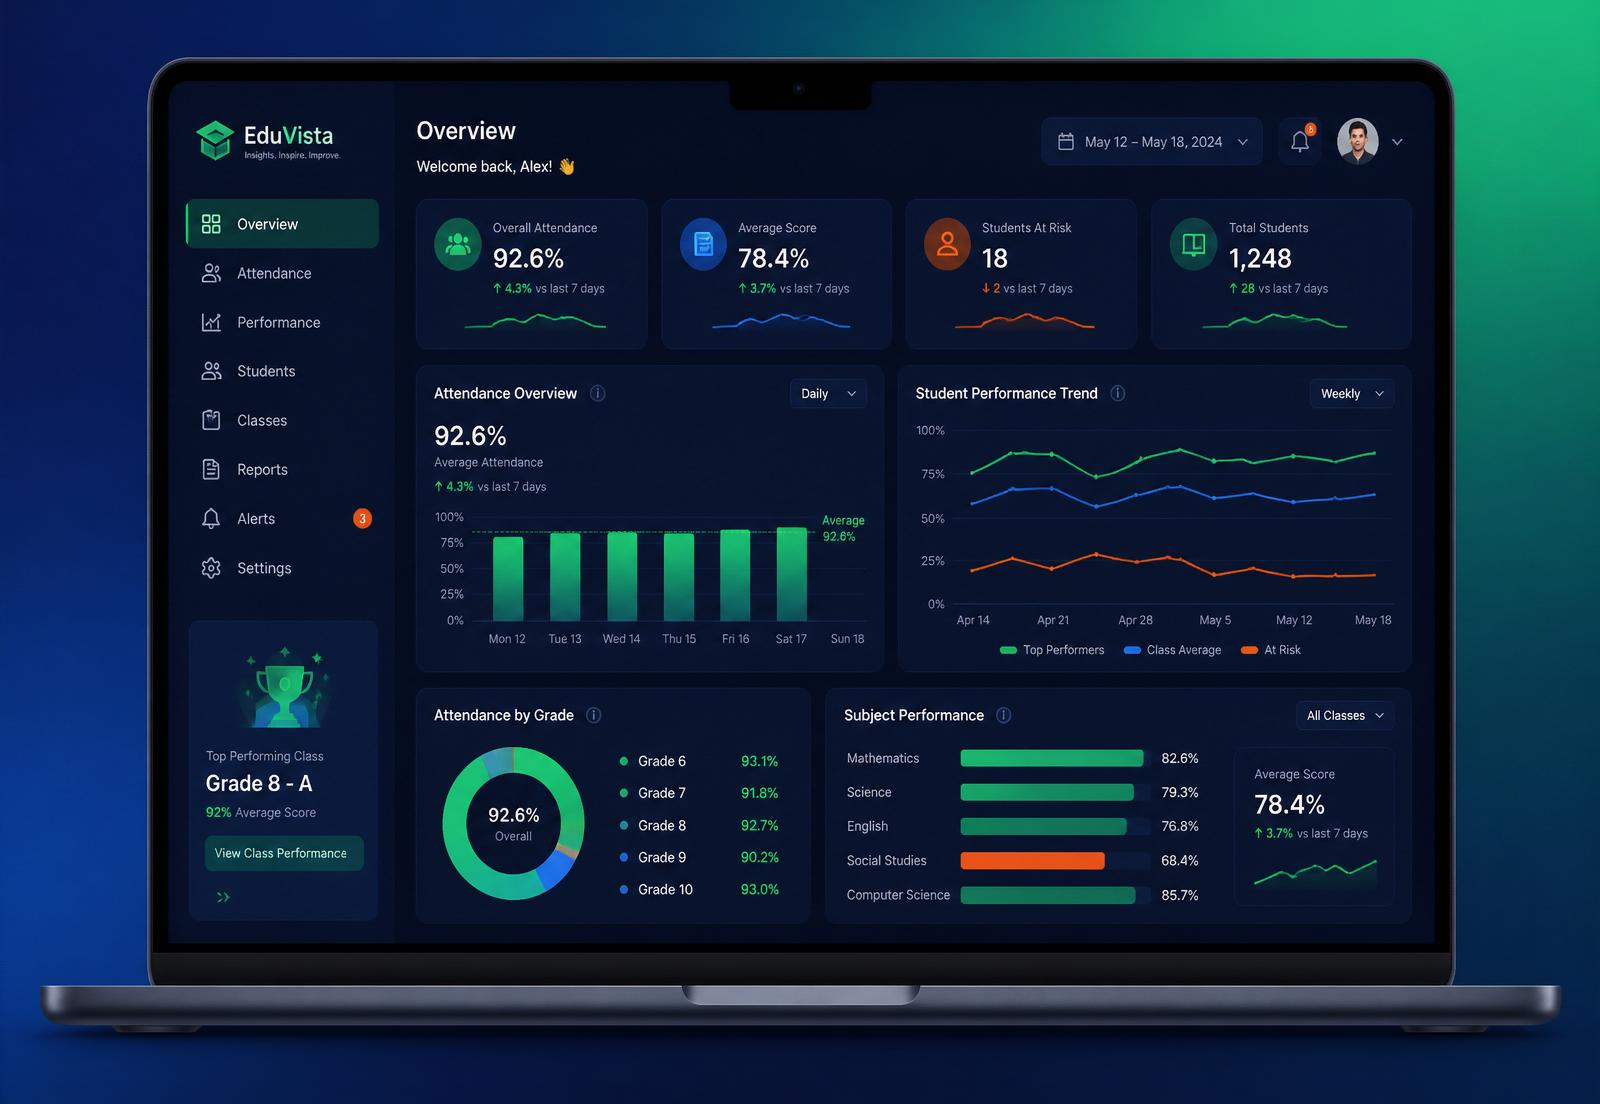 EduVista
Insights. Inspire. Improve.
Overview
Attendance
Performance
Students
Classes
Reports
Alerts 3
Settings
Top Performing Class
Grade 8 - A
92% Average Score
View Class Performance
Overview
Welcome back, Alex! 👋
May 12 – May 18, 2024
Overall Attendance
92.6%
↑ 4.3% vs last 7 days
Average Score
78.4%
↑ 3.7% vs last 7 days
Students At Risk
18
↓ 2 vs last 7 days
Total Students
1,248
↑ 28 vs last 7 days
Attendance Overview
Daily
92.6%
Average Attendance
↑ 4.3% vs last 7 days
100%
75%
50%
25%
0%
Average
92.6%
Mon 12 Tue 13 Wed 14 Thu 15 Fri 16 Sat 17 Sun 18
Student Performance Trend
Weekly
100%
75%
50%
25%
0%
Apr 14 Apr 21 Apr 28 May 5 May 12 May 18
Top Performers Class Average At Risk
Attendance by Grade
92.6%
Overall
Grade 6 93.1%
Grade 7 91.8%
Grade 8 92.7%
Grade 9 90.2%
Grade 10 93.0%
Subject Performance
All Classes
Mathematics 82.6%
Science 79.3%
English 76.8%
Social Studies 68.4%
Computer Science 85.7%
Average Score
78.4%
↑ 3.7% vs last 7 days